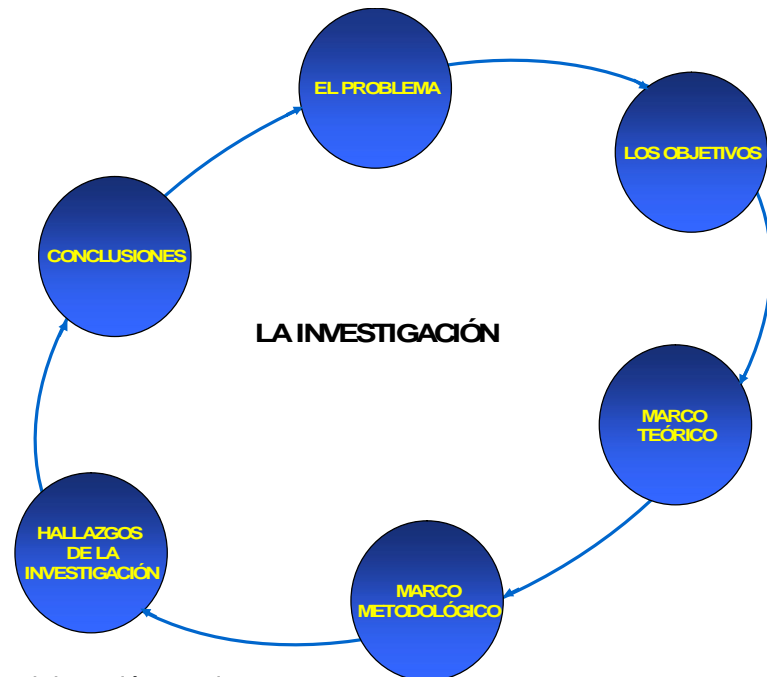 EL PROBLEMA
LOS OBJETIVOS
CONCLUSIONES
LA INVESTIGACIÓN
MARCO
TEÓRICO
HALLAZGOS
DE LA
INVESTIGACIÓN
MARCO
METODOLÓGICO